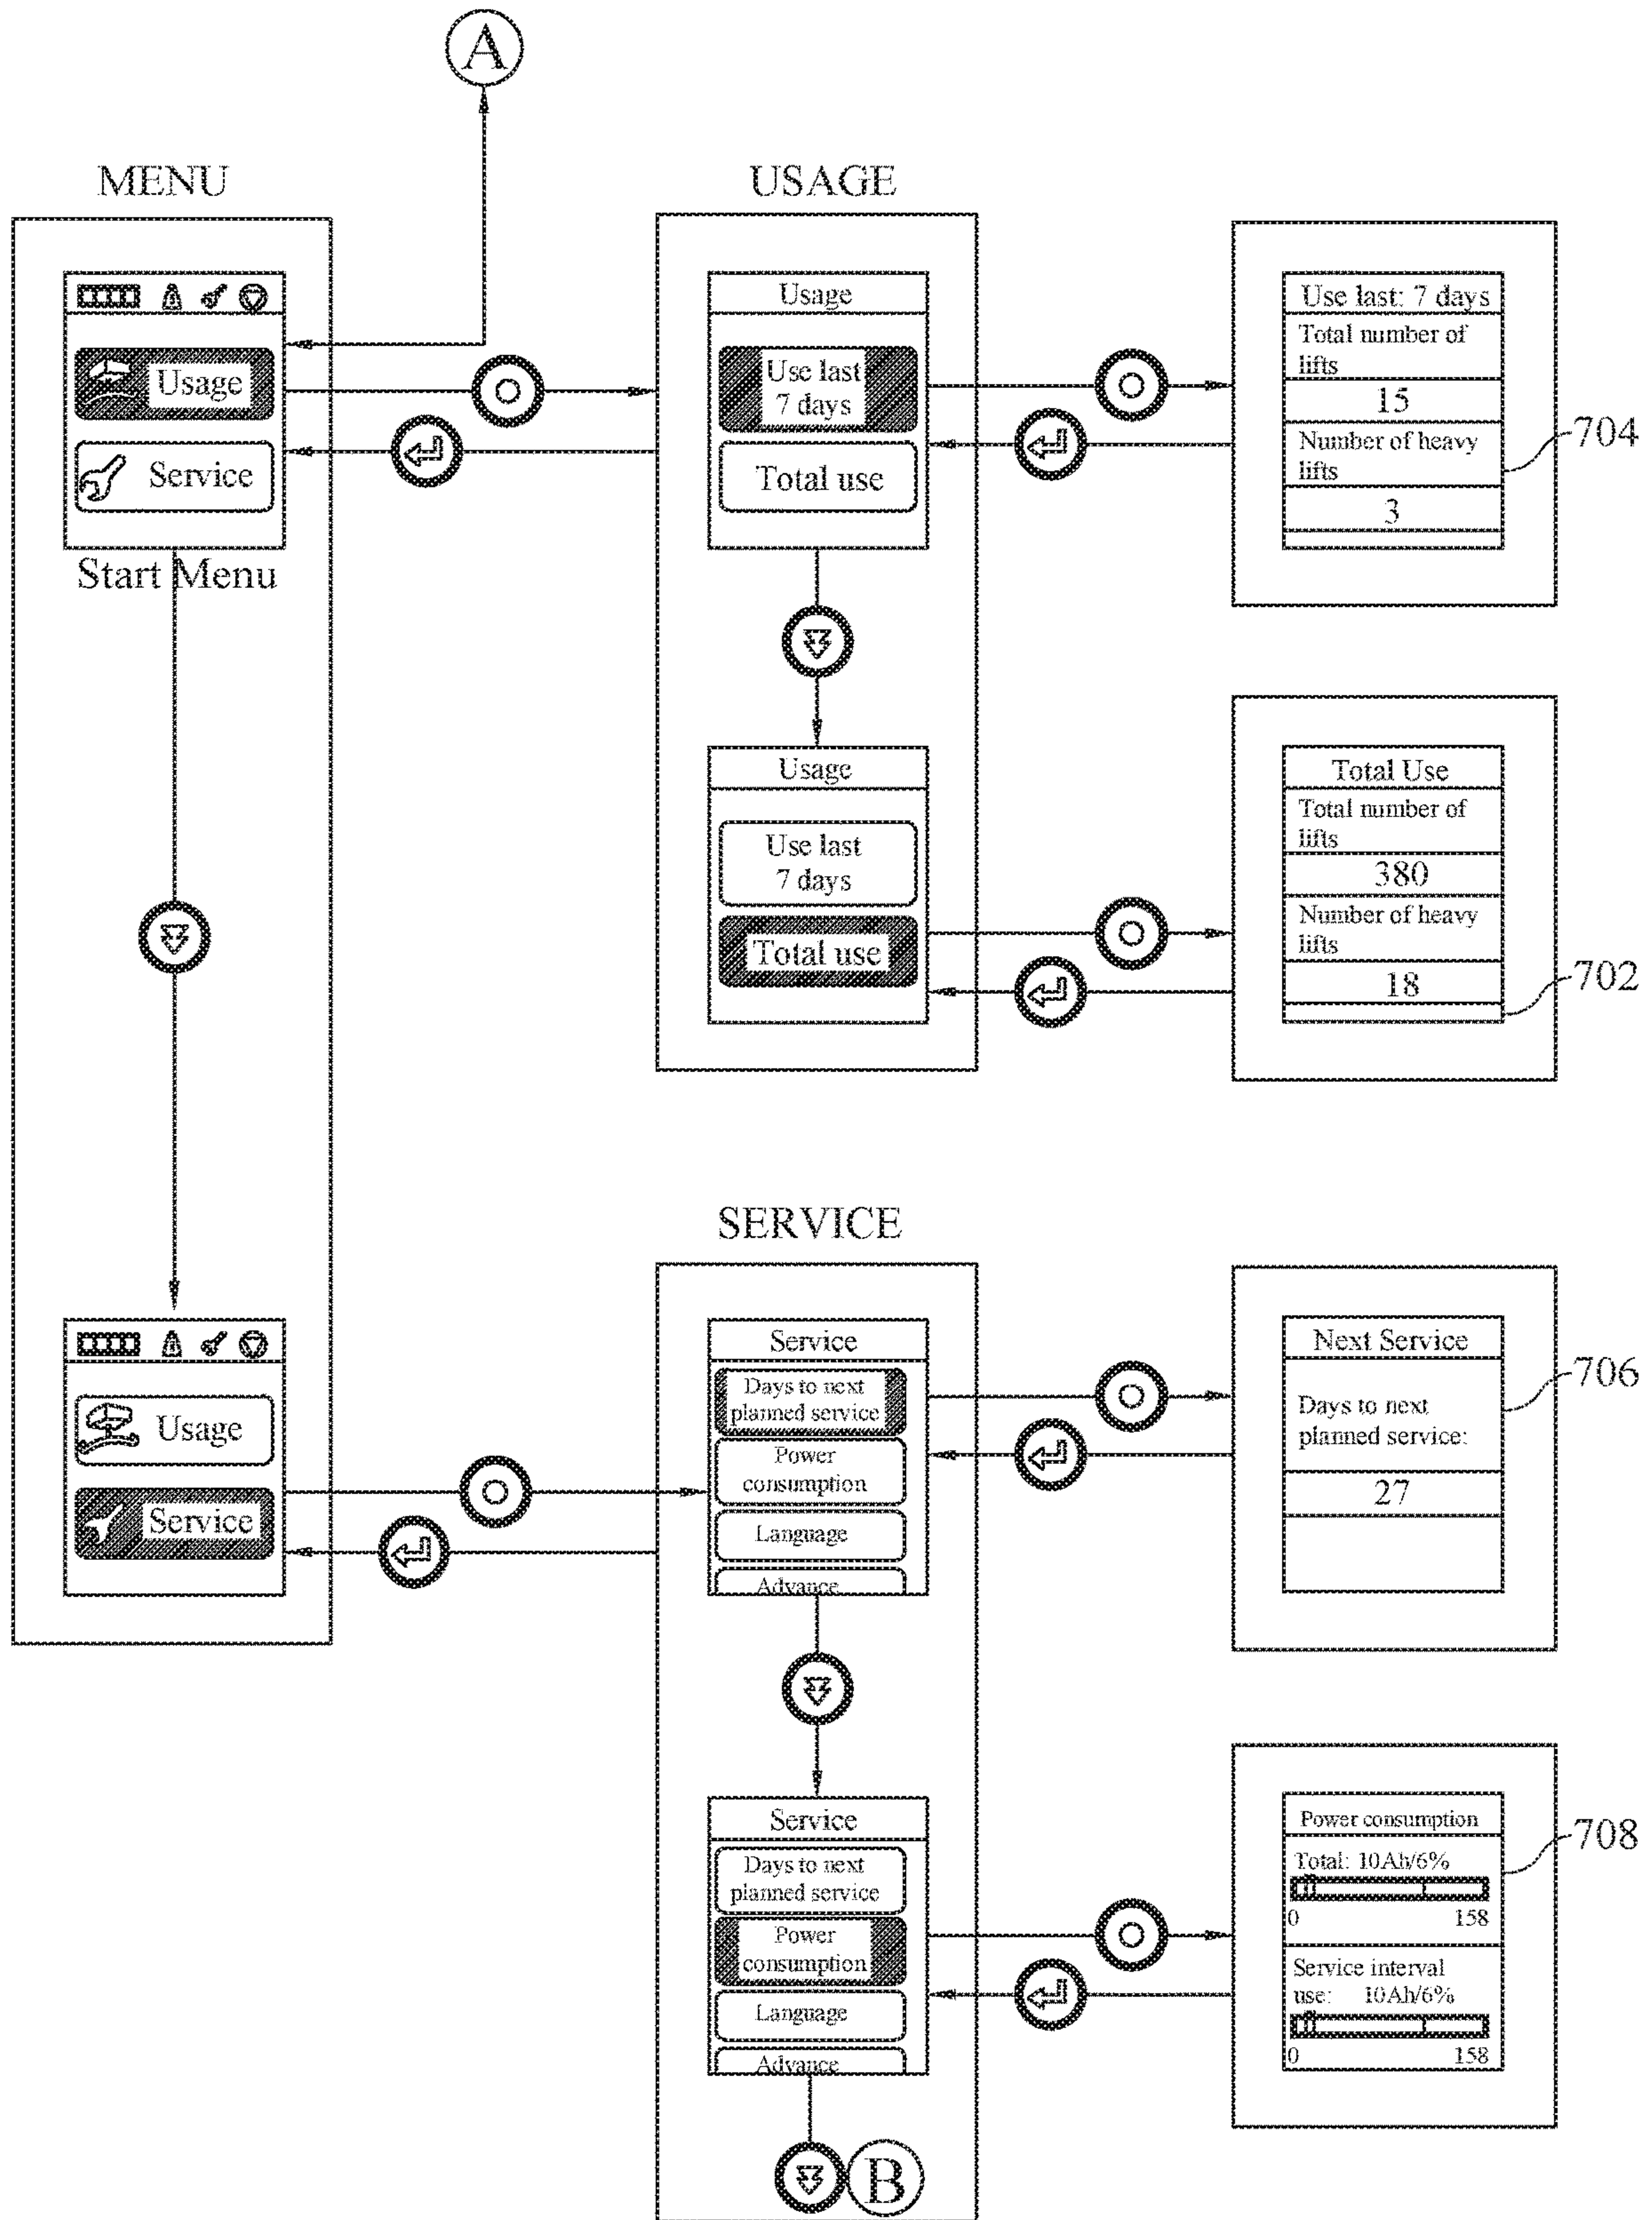 A
MENU
Usage
Service
Start Menu
Usage
Service
USAGE
Usage
Use last
7 days
Total use
Usage
Use last
7 days
Total use
Use last: 7 days
Total number of
lifts
15
Number of heavy
lifts
3
704
Total Use
Total number of
lifts
380
Number of heavy
lifts
18
702
SERVICE
Service
Days to next
planned service
Power
consumption
Language
Advance
Service
Days to next
planned service
Power
consumption
Language
Advance
B
Next Service
Days to next
planned service:
27
706
Power consumption
Total: 10Ah/6%
0 158
Service interval
use: 10Ah/6%
0 158
708